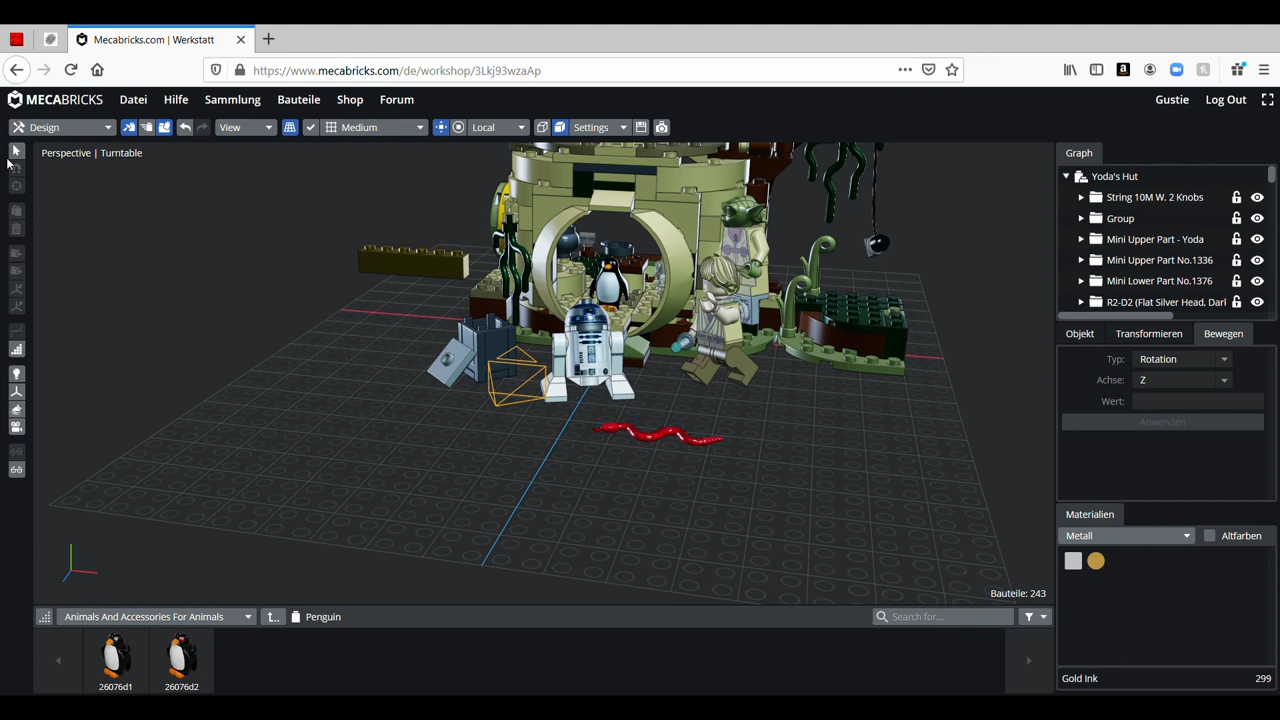 Mecabricks.com | Werkstatt
https://www.mecabricks.com/de/workshop/3Lkj93wzaAp
MECABRICKS Datei Hilfe Sammlung Bauteile Shop Forum Gustie Log Out
Design View Medium Local Settings
Perspective | Turntable
Graph
Yoda's Hut
String 10M W. 2 Knobs
Group
Mini Upper Part - Yoda
Mini Upper Part No.1336
Mini Lower Part No.1376
R2-D2 (Flat Silver Head, Darl
Objekt Transformieren Bewegen
Typ: Rotation
Achse: Z
Wert:
Anwenden
Materialien
Metall Altfarben
Bauteile: 243
Animals And Accessories For Animals Penguin Search for...
26076d1 26076d2
Gold Ink 299